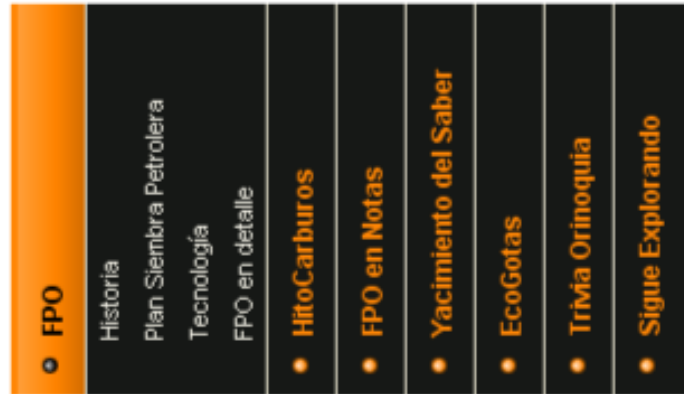 FPO
Historia
Plan Siembra Petrolera
Tecnología
FPO en detalle
HitoCarburos
FPO en Notas
Yacimiento del Saber
EcoGotas
Trivia Orinoquia
Sigue Explorando